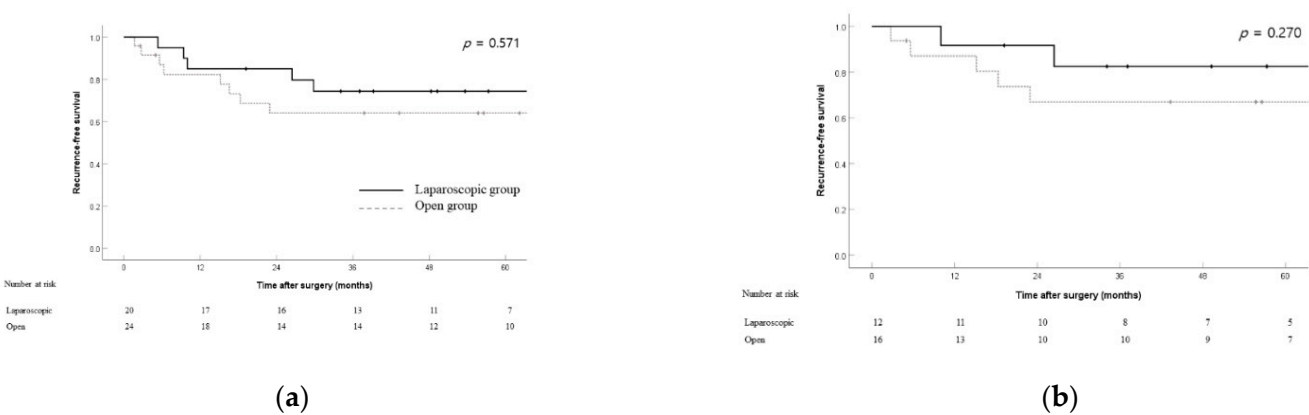 p = 0.571
Recurrence-free survival
1.0
0.8
0.6
0.4
0.2
0.0
Laparoscopic group
Open group
0 12 24 36 48 60
Time after surgery (months)
Number at risk
Laparoscopic 20 17 16 13 11 7
Open 24 18 14 14 12 10
(a)
p = 0.270
Recurrence-free survival
1.0
0.8
0.6
0.4
0.2
0.0
0 12 24 36 48 60
Time after surgery (months)
Number at risk
Laparoscopic 12 11 10 8 7 5
Open 16 13 10 10 9 7
(b)